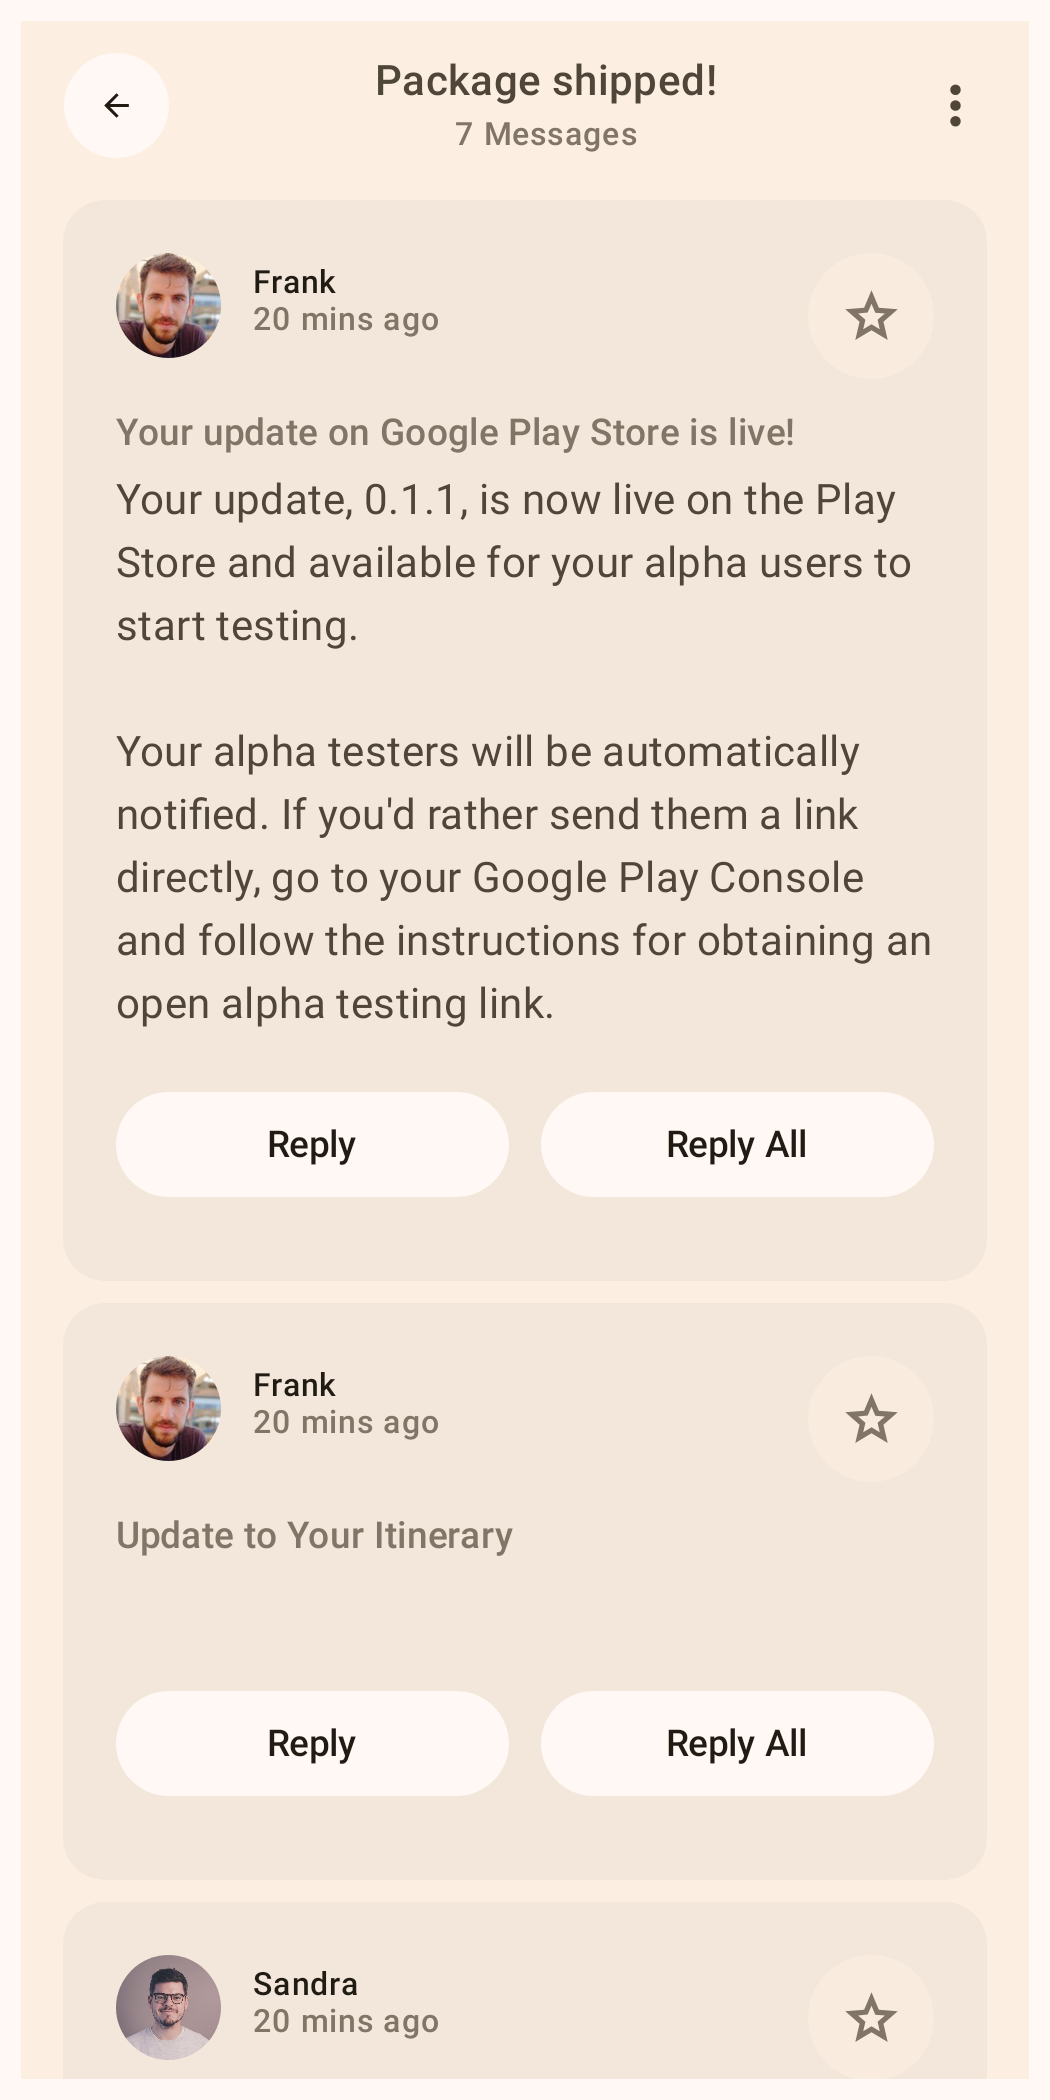 Package shipped!
7 Messages
Frank
20 mins ago
Your update on Google Play Store is live!
Your update, 0.1.1, is now live on the Play
Store and available for your alpha users to
start testing.
Your alpha testers will be automatically
notified. If you'd rather send them a link
directly, go to your Google Play Console
and follow the instructions for obtaining an
open alpha testing link.
Reply
Reply All
Frank
20 mins ago
Update to Your Itinerary
Reply
Reply All
Sandra
20 mins ago